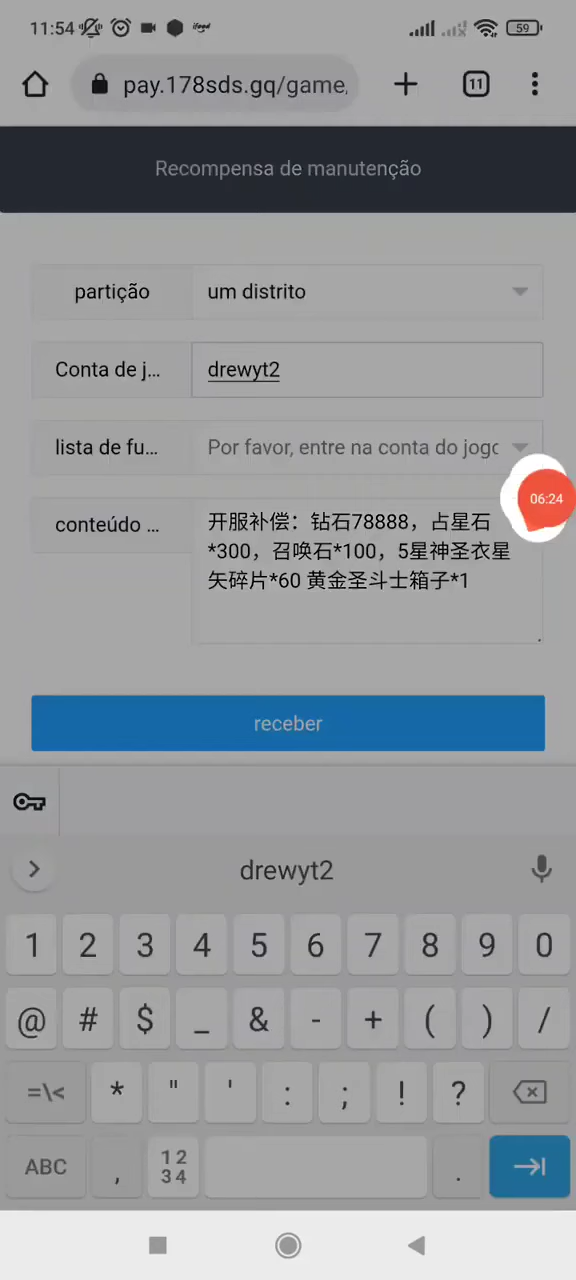 11:54
59
pay.178sds.gq/game,
11
Recompensa de manutenção
partição
um distrito
Conta de j...
drewyt2
lista de fu...
Por favor, entre na conta do jogo
06:24
conteúdo ...
开服补偿：钻石78888，占星石
*300，召唤石*100，5星神圣衣星
矢碎片*60 黄金圣斗士箱子*1
receber
drewyt2
1 2 3 4 5 6 7 8 9 0
@ # $ _ & - + ( ) /
=\< * " ' : ; ! ?
ABC , 1 2 3 4 .